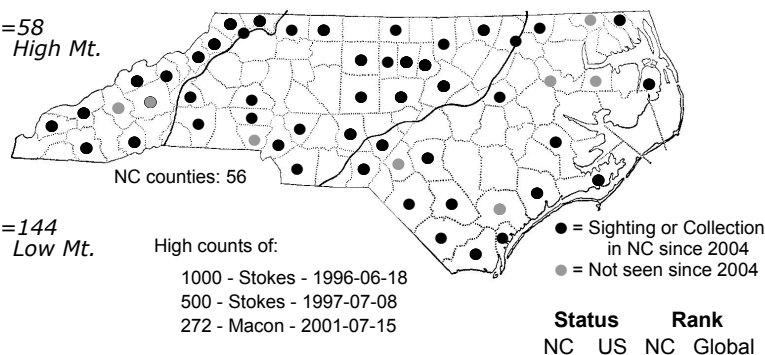 =58
High Mt.
NC counties: 56
=144
Low Mt.
High counts of:
1000 - Stokes - 1996-06-18
500 - Stokes - 1997-07-08
272 - Macon - 2001-07-15
● = Sighting or Collection
in NC since 2004
● = Not seen since 2004
Status Rank
NC US NC Global